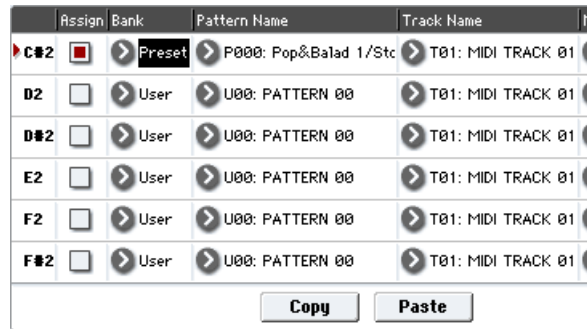 Assign Bank Pattern Name Track Name
C#2 Preset P000: Pop&Balad 1/Sto T01: MIDI TRACK 01
D2 User U00: PATTERN 00 T01: MIDI TRACK 01
D#2 User U00: PATTERN 00 T01: MIDI TRACK 01
E2 User U00: PATTERN 00 T01: MIDI TRACK 01
F2 User U00: PATTERN 00 T01: MIDI TRACK 01
F#2 User U00: PATTERN 00 T01: MIDI TRACK 01
Copy Paste